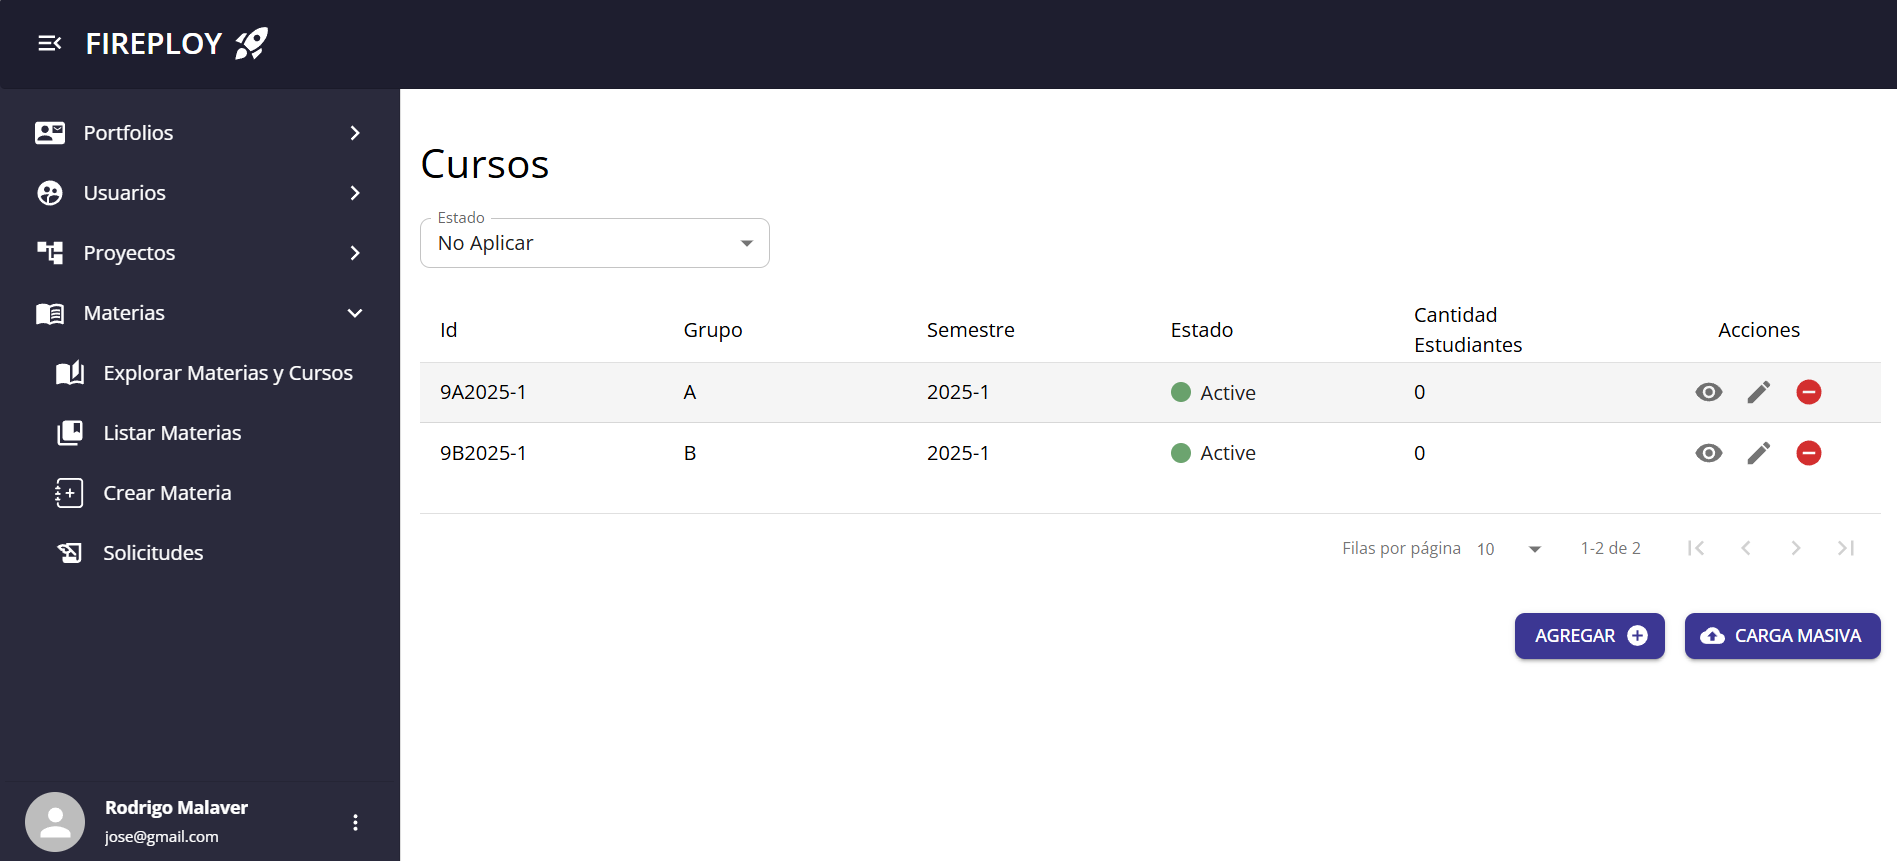 FIREPLOY
Portfolios
Usuarios
Proyectos
Materias
Explorar Materias y Cursos
Listar Materias
Crear Materia
Solicitudes
Rodrigo Malaver
jose@gmail.com
Cursos
Estado
No Aplicar
Id Grupo Semestre Estado Cantidad Estudiantes Acciones
9A2025-1 A 2025-1 Active 0
9B2025-1 B 2025-1 Active 0
Filas por página 10 1-2 de 2
AGREGAR CARGA MASIVA